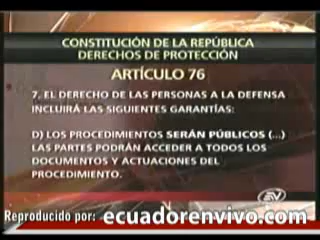 CONSTITUCIÓN DE LA REPÚBLICA
DERECHOS DE PROTECCIÓN
ARTÍCULO 76
7. EL DERECHO DE LAS PERSONAS A LA DEFENSA
INCLUIRÁ LAS SIGUIENTES GARANTÍAS:
D) LOS PROCEDIMIENTOS SERÁN PÚBLICOS (...)
LAS PARTES PODRÁN ACCEDER A TODOS LOS
DOCUMENTOS Y ACTUACIONES DEL
PROCEDIMIENTO.
Reproducido por: ecuadorenvivo.com